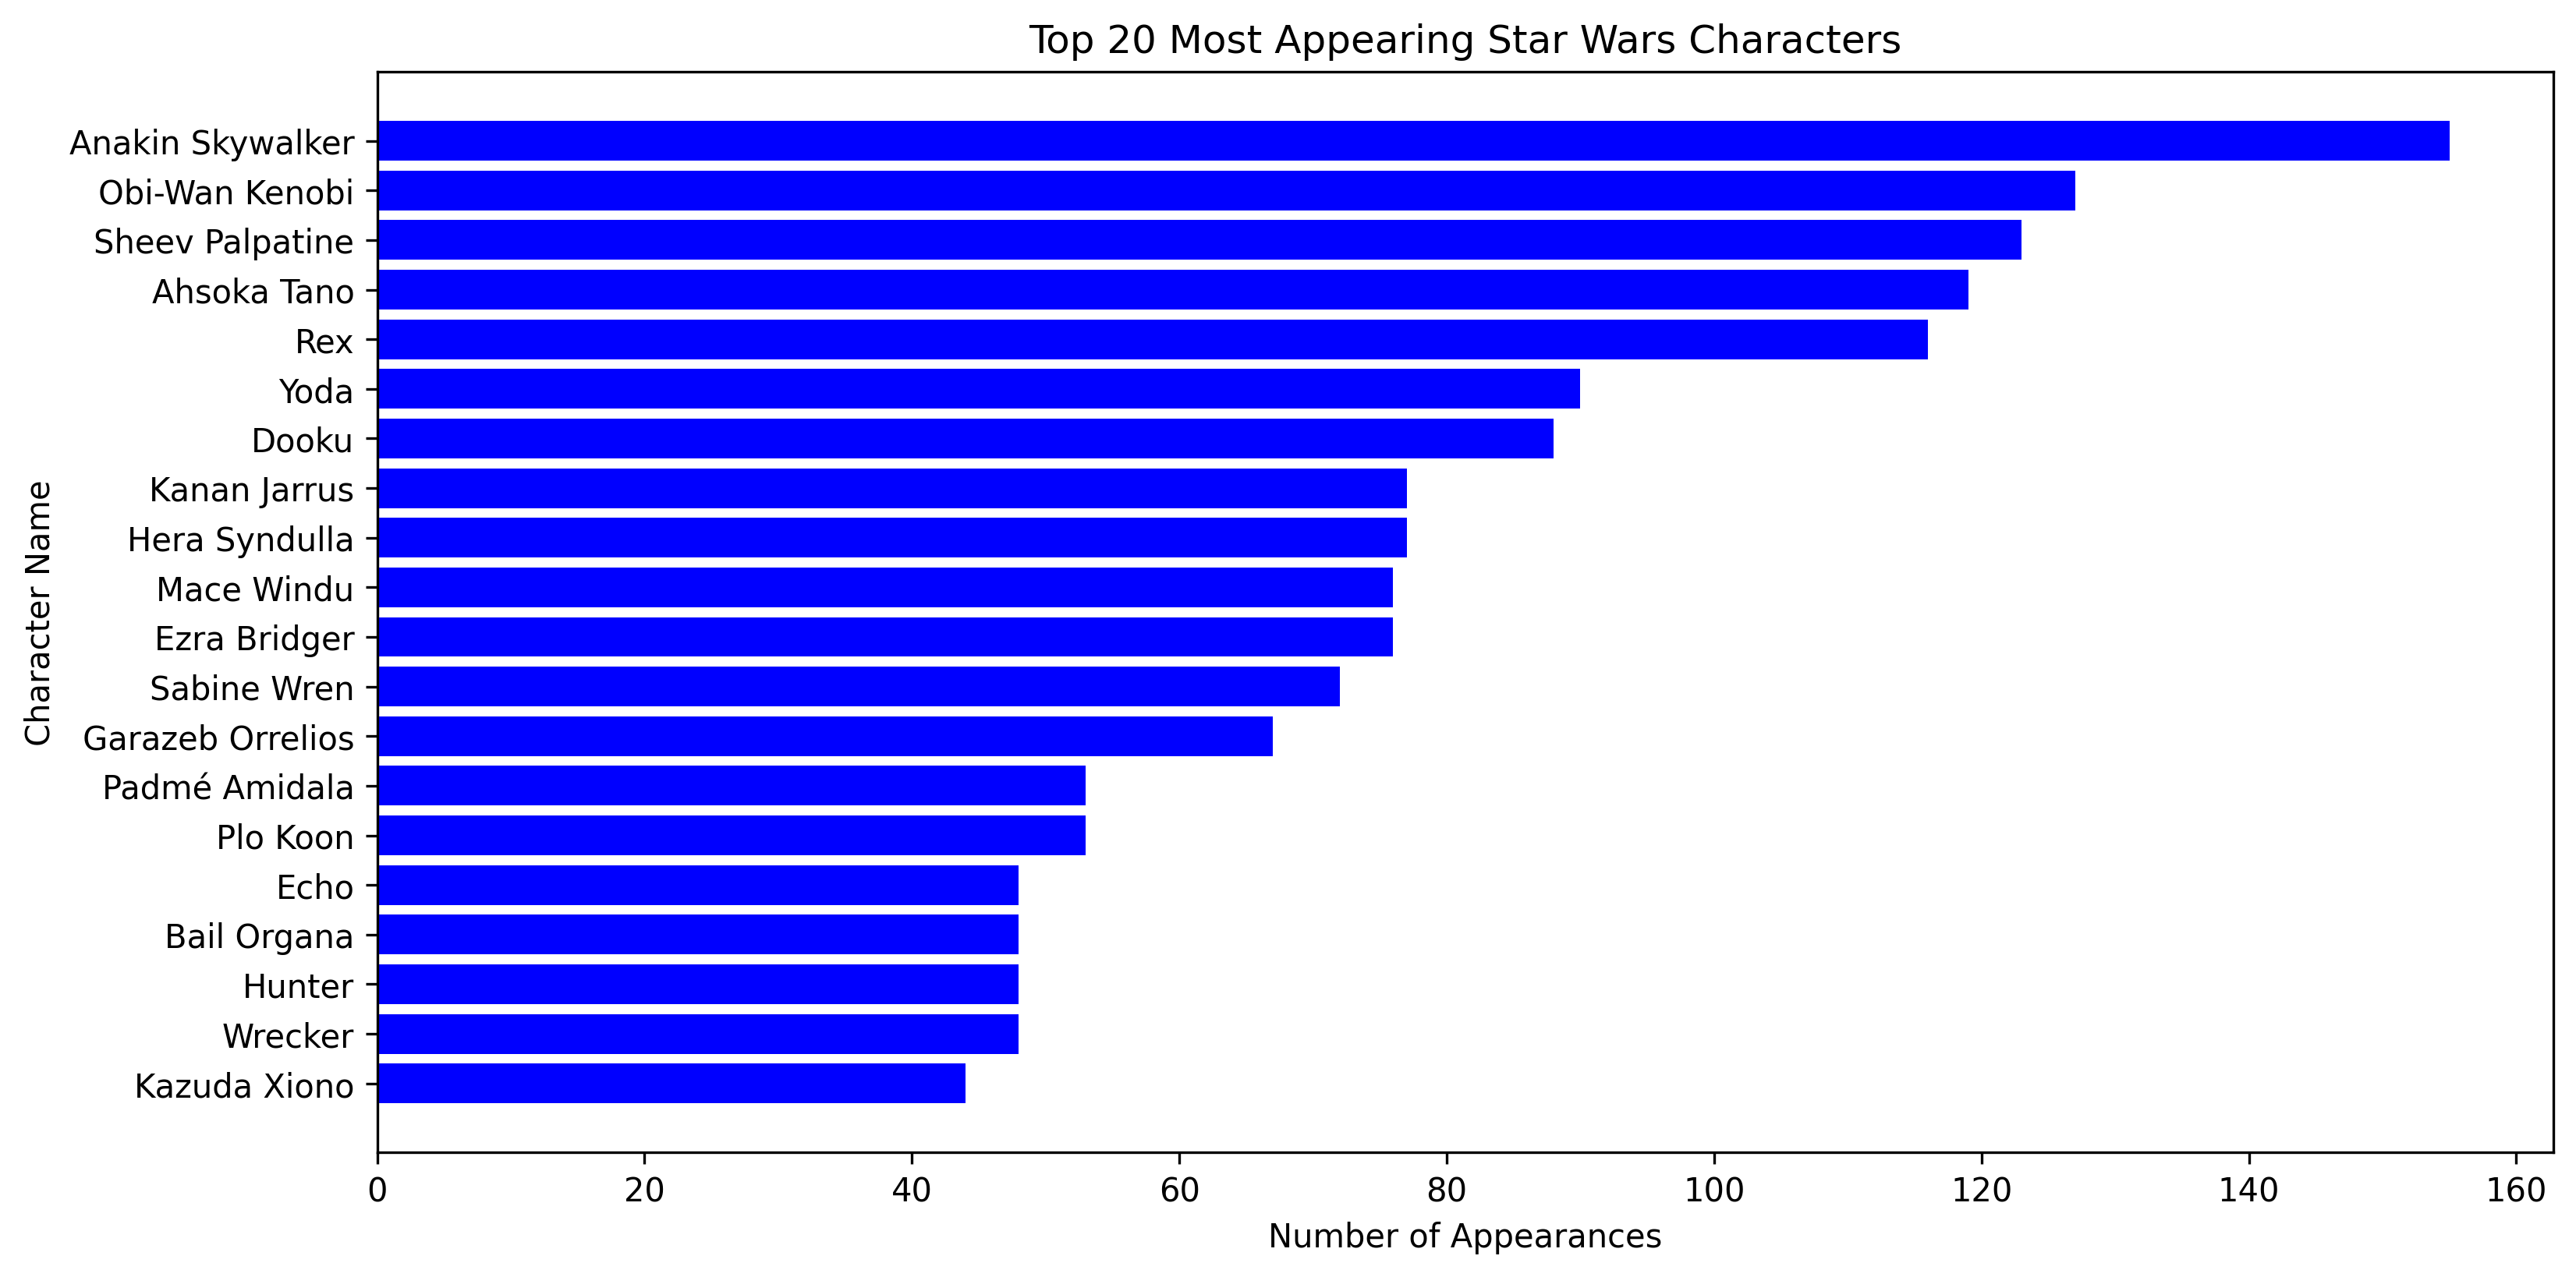 Top 20 Most Appearing Star Wars Characters
Character Name
Anakin Skywalker
Obi-Wan Kenobi
Sheev Palpatine
Ahsoka Tano
Rex
Yoda
Dooku
Kanan Jarrus
Hera Syndulla
Mace Windu
Ezra Bridger
Sabine Wren
Garazeb Orrelios
Padmé Amidala
Plo Koon
Echo
Bail Organa
Hunter
Wrecker
Kazuda Xiono
0 20 40 60 80 100 120 140 160
Number of Appearances